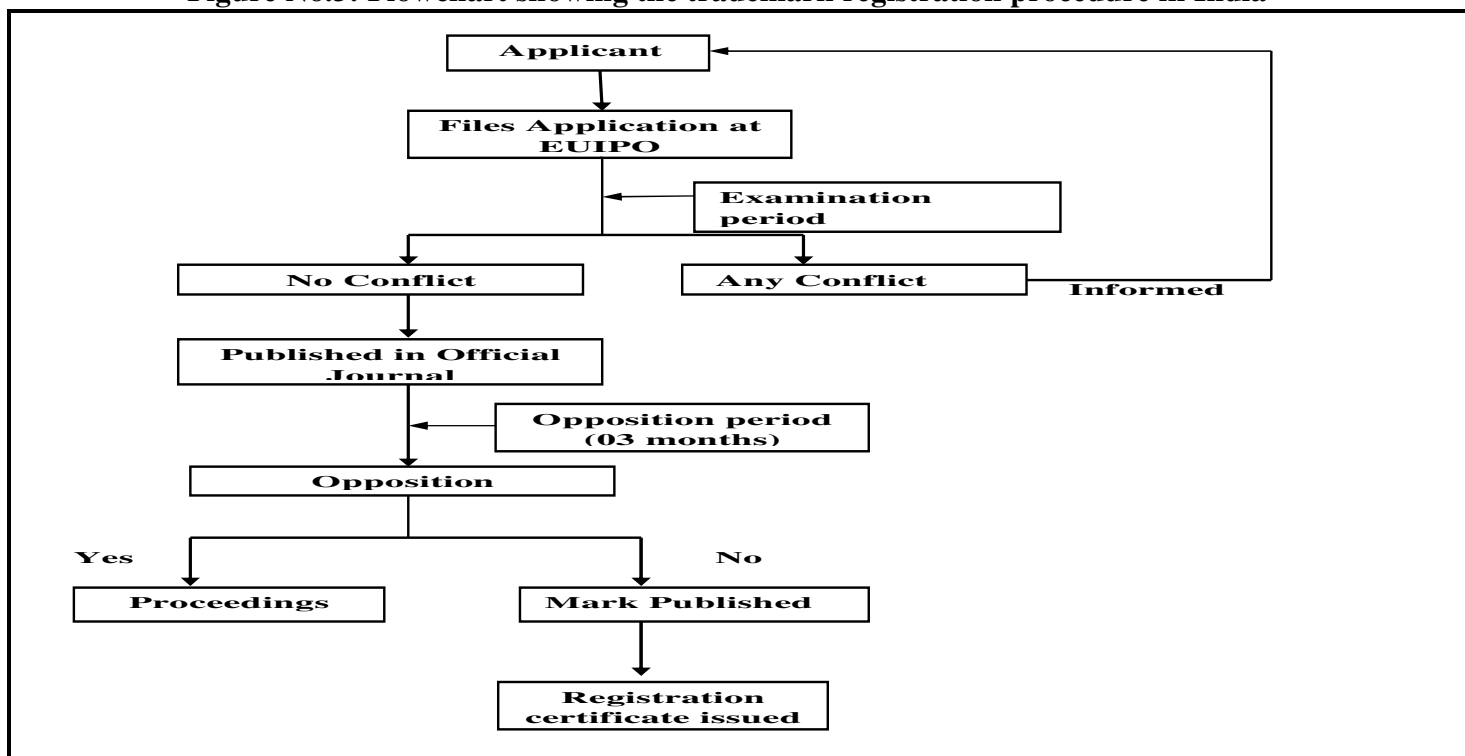 Figure No.3: Flowchart showing the trademark registration procedure in India
Applicant
Files Application at
EUIPO
Examination
period
No Conflict
Any Conflict
Informed
Published in Official
Journal
Opposition period
(03 months)
Opposition
Yes
No
Proceedings
Mark Published
Registration
certificate issued